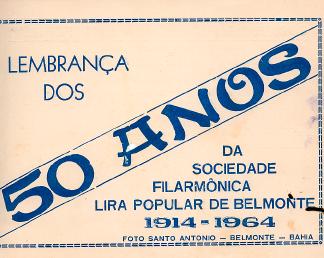 LEMBRANÇA
DOS
50 ANOS
DA
SOCIEDADE
FILARMÔNICA
LIRA POPULAR DE BELMONTE
1914-1964
FOTO SANTO ANTONIO - BELMONTE - BAHIA